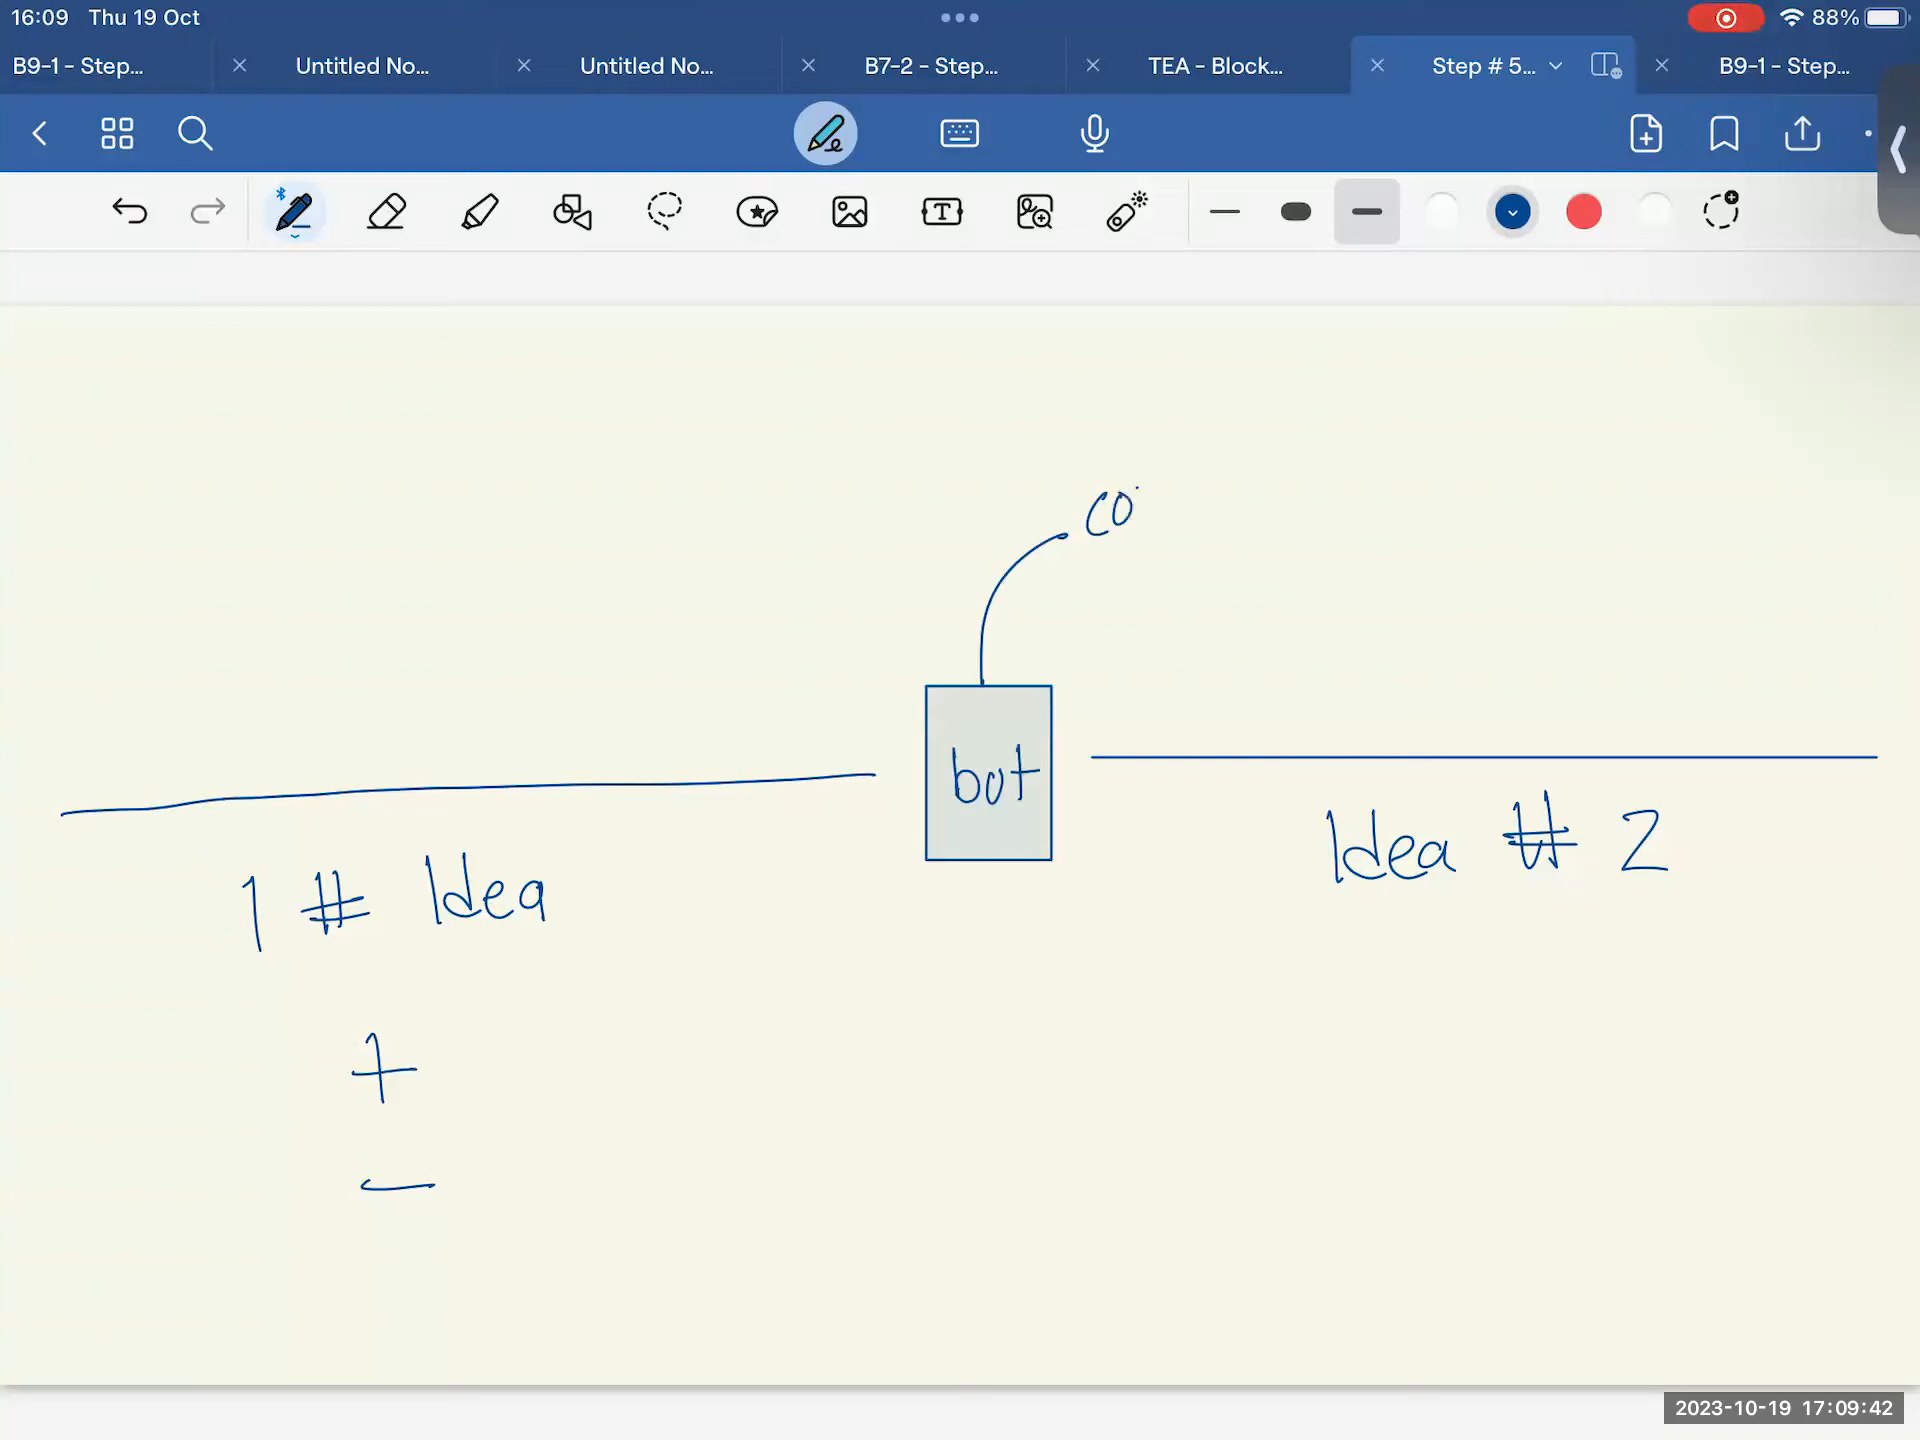 16:09 Thu 19 Oct
88%
B9-1 - Step...
Untitled No...
Untitled No...
B7-2 - Step...
TEA - Block...
Step # 5...
B9-1 - Step...
co
but
1 # Idea
Idea # 2
+
−
2023-10-19 17:09:42